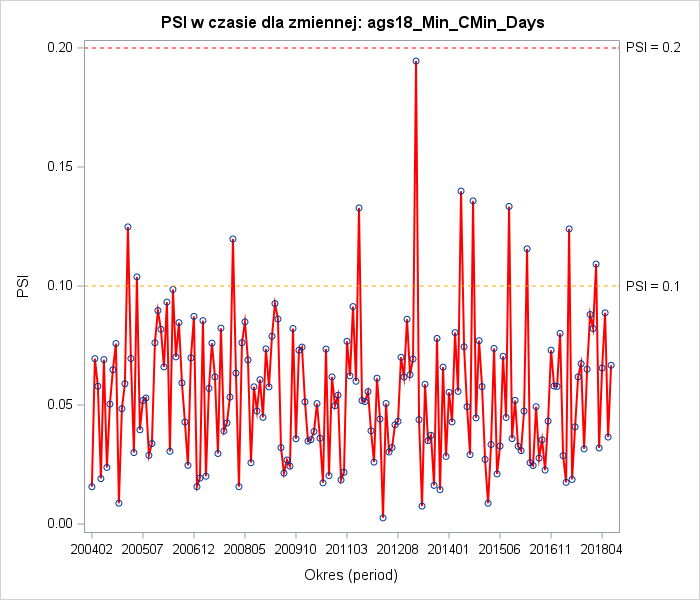 PSI w czasie dla zmiennej: ags18_Min_CMin_Days
0.20
PSI = 0.2
0.15
0.10
PSI = 0.1
0.05
0.00
PSI
200402 200507 200612 200805 200910 201103 201208 201401 201506 201611 201804
Okres (period)